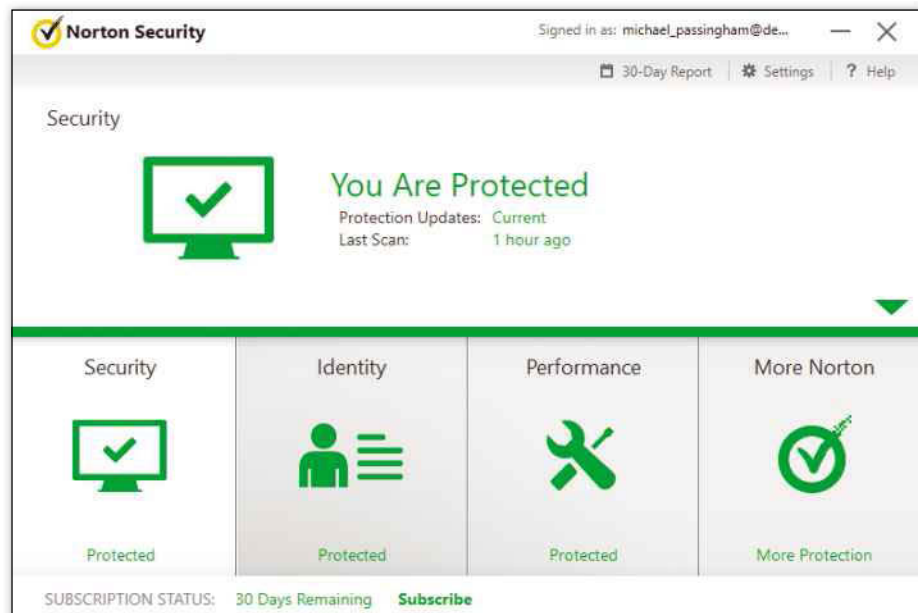 Norton Security
Signed in as: michael_passingham@de...
30-Day Report Settings ? Help
Security
You Are Protected
Protection Updates: Current
Last Scan: 1 hour ago
Security Identity Performance More Norton
Protected Protected Protected More Protection
SUBSCRIPTION STATUS: 30 Days Remaining Subscribe